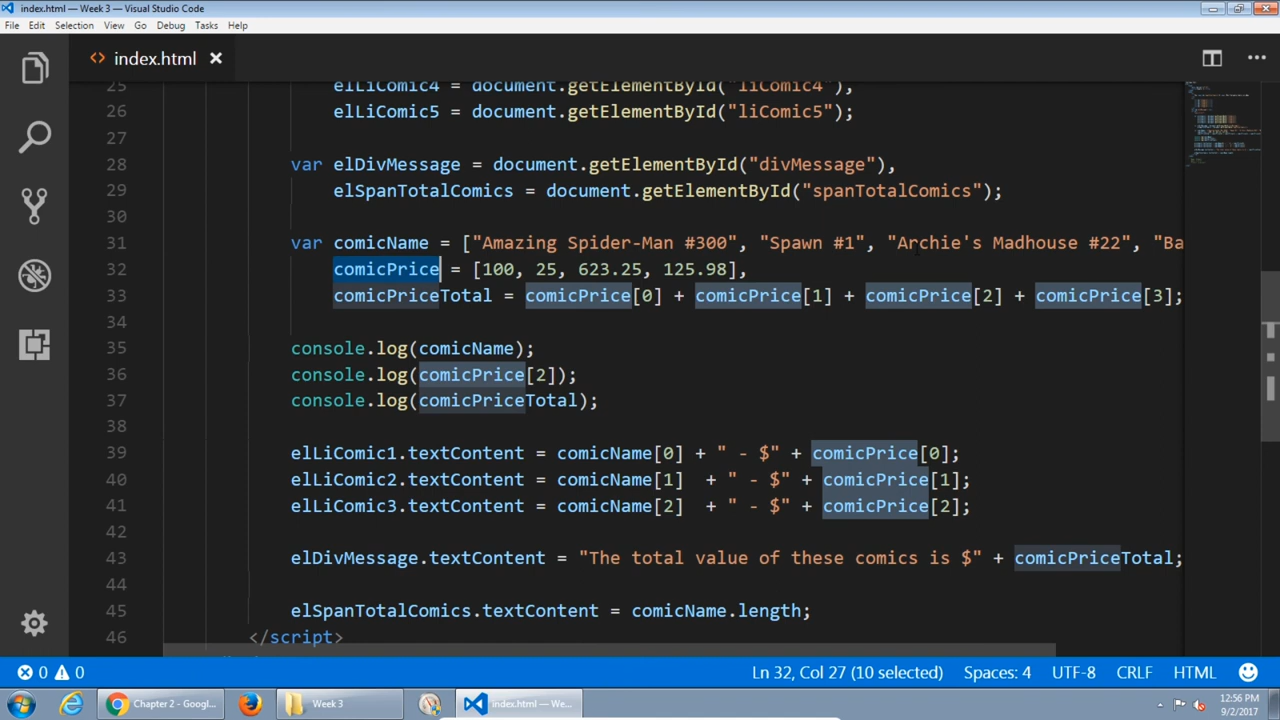 index.html — Week 3 — Visual Studio Code
File Edit Selection View Go Debug Tasks Help
index.html
25 elLiComic4 = document.getElementById("liComic4"),
26 elLiComic5 = document.getElementById("liComic5");
27
28 var elDivMessage = document.getElementById("divMessage"),
29 elSpanTotalComics = document.getElementById("spanTotalComics");
30
31 var comicName = ["Amazing Spider-Man #300", "Spawn #1", "Archie's Madhouse #22", "Ba
32 comicPrice = [100, 25, 623.25, 125.98],
33 comicPriceTotal = comicPrice[0] + comicPrice[1] + comicPrice[2] + comicPrice[3];
34
35 console.log(comicName);
36 console.log(comicPrice[2]);
37 console.log(comicPriceTotal);
38
39 elLiComic1.textContent = comicName[0] + " - $" + comicPrice[0];
40 elLiComic2.textContent = comicName[1]  + " - $" + comicPrice[1];
41 elLiComic3.textContent = comicName[2]  + " - $" + comicPrice[2];
42
43 elDivMessage.textContent = "The total value of these comics is $" + comicPriceTotal;
44
45 elSpanTotalComics.textContent = comicName.length;
46 </script>
0 0 Ln 32, Col 27 (10 selected) Spaces: 4 UTF-8 CRLF HTML
Chapter 2 - Googl... Week 3 index.html — We... 12:56 PM
9/2/2017